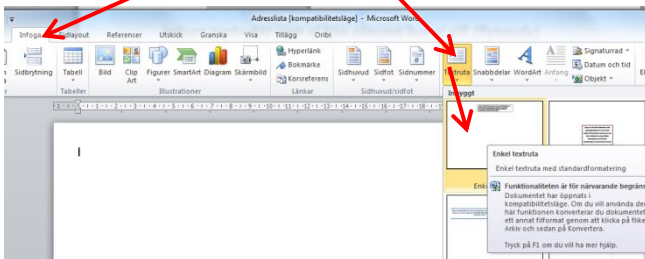 Adresslista [kompatibilitetsläge] - Microsoft Word
Infoga Sidlayout Referenser Utskick Granska Visa Tillägg Oribi
Sidbrytning Tabell Bild Clip Art Figurer SmartArt Diagram Skärmbild
Hyperlänk
Bokmärke
Korsreferens
Sidhuvud Sidfot Sidnummer
Textruta Snabbdelar WordArt Anfang
Signaturrad
Datum och tid
Objekt
Tabeller Illustrationer Länkar Sidhuvud/sidfot
Inbyggt
Enkel textruta
Enkel textruta med standardformatering
Funktionaliteten är för närvarande begräns
Dokumentet har öppnats i
kompatibilitetsläge. Om du vill använda den
här funktionen konverterar du dokumentet
ett annat filformat genom att klicka på flike
Arkiv och sedan på Konvertera.
Tryck på F1 om du vill ha mer hjälp.